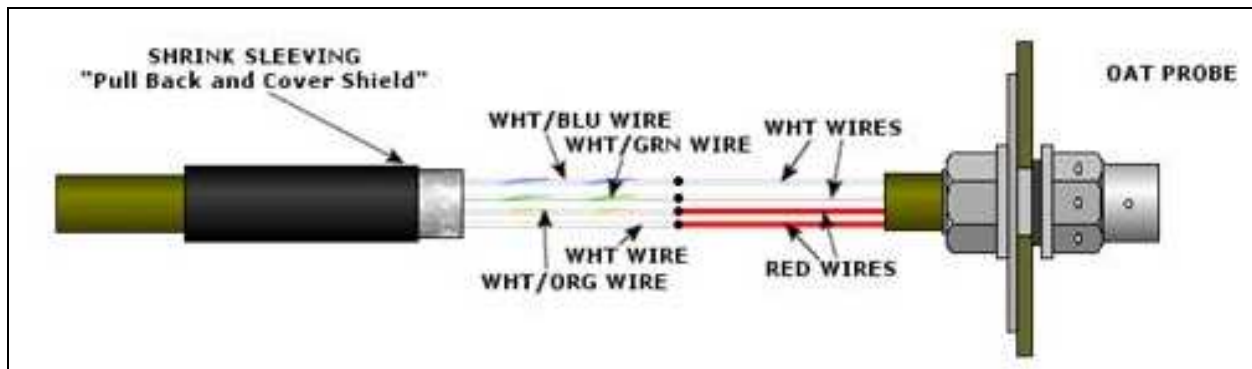 SHRINK SLEEVING
"Pull Back and Cover Shield"
OAT PROBE
WHT/BLU WIRE
WHT WIRES
WHT/GRN WIRE
WHT WIRE
RED WIRES
WHT/ORG WIRE